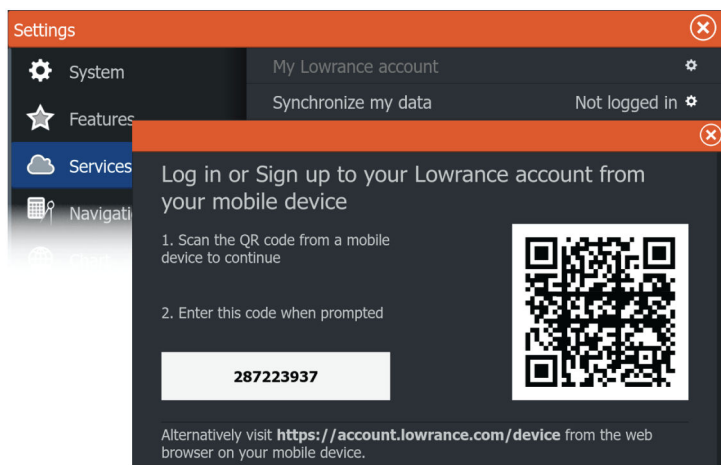 Settings
System
My Lowrance account
Synchronize my data Not logged in
Features
Services
Log in or Sign up to your Lowrance account from
your mobile device
1. Scan the QR code from a mobile
device to continue
2. Enter this code when prompted
287223937
Alternatively visit https://account.lowrance.com/device from the web
browser on your mobile device.